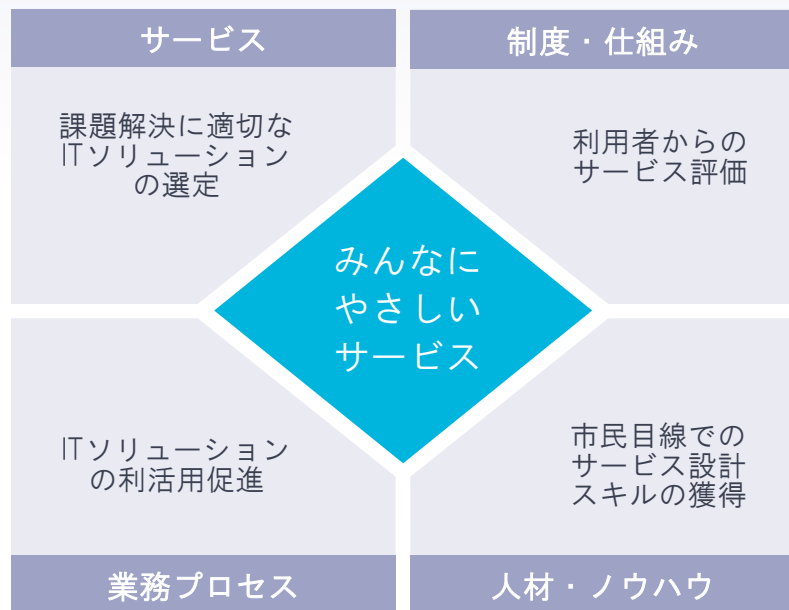 サービス
課題解決に適切な
ITソリューション
の選定
制度・仕組み
利用者からの
サービス評価
みんなに
やさしい
サービス
ITソリューション
の利活用促進
業務プロセス
市民目線での
サービス設計
スキルの獲得
人材・ノウハウ